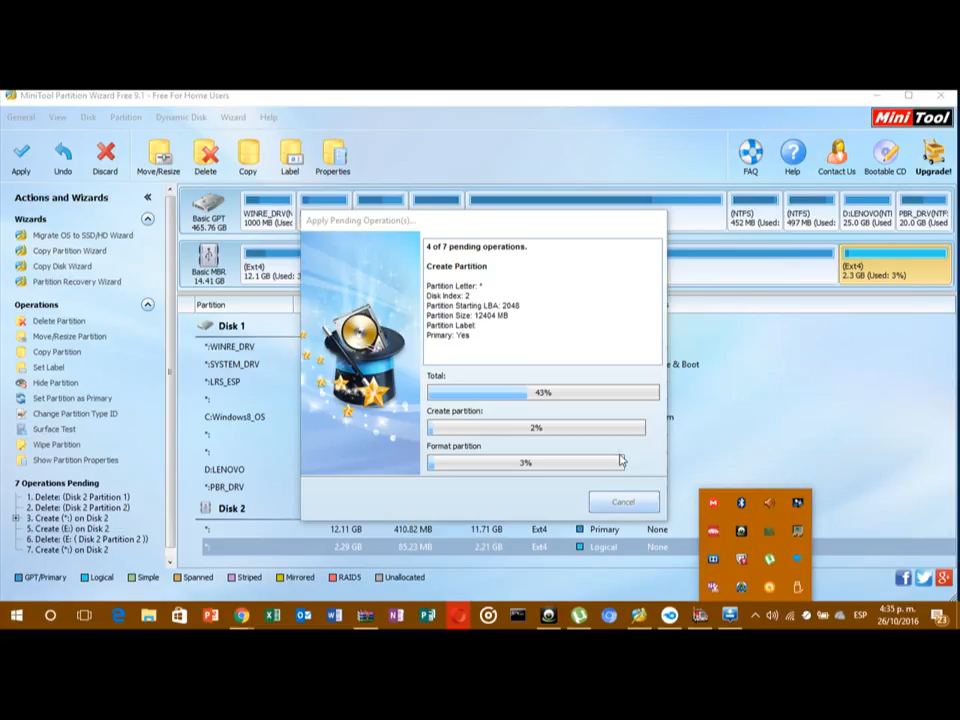 MiniTool Partition Wizard Free 9.1 - Free For Home Users
General View Disk Partition Dynamic Disk Wizard Help
Mini Tool
Apply Undo Discard Move/Resize Delete Copy Label Properties FAQ Help Contact Us Bootable CD Upgrade!
Actions and Wizards
Wizards
Migrate OS to SSD/HD Wizard
Copy Partition Wizard
Copy Disk Wizard
Partition Recovery Wizard
Operations
Delete Partition
Move/Resize Partition
Copy Partition
Set Label
Hide Partition
Set Partition as Primary
Change Partition Type ID
Surface Test
Wipe Partition
Show Partition Properties
7 Operations Pending
1. Delete: (Disk 2 Partition 1)
2. Delete: (Disk 2 Partition 2)
3. Create (*:) on Disk 2
5. Create (E:) on Disk 2
6. Delete: (E: ( Disk 2 Partition 2 ))
7. Create (*:) on Disk 2
Basic GPT
465.76 GB
WINRE_DRV(N
1000 MB (Used:
(NTFS)
452 MB (Used:
(NTFS)
497 MB (Used:
D:LENOVO(NTI
25.0 GB (Used:
PBR_DRV(NTF:
20.0 GB (Used:
Basic MBR
14.41 GB
(Ext4)
12.1 GB (Used: 3
(Ext4)
2.3 GB (Used: 3%)
Partition
Disk 1
*:WINRE_DRV
*:SYSTEM_DRV
*:LRS_ESP
*:
C:Windows8_OS
*:
*:
D:LENOVO
*:PBR_DRV
Disk 2
*: 12.11 GB 410.82 MB 11.71 GB Ext4 Primary None
*: 2.29 GB 85.23 MB 2.21 GB Ext4 Logical None
e & Boot
m
Apply Pending Operation(s)...
4 of 7 pending operations.
Create Partition
Partition Letter: *
Disk Index: 2
Partition Starting LBA: 2048
Partition Size: 12404 MB
Partition Label:
Primary: Yes
Total:
43%
Create partition:
2%
Format partition
3%
Cancel
GPT/Primary Logical Simple Spanned Striped Mirrored RAID5 Unallocated
ESP
4:35 p. m.
26/10/2016
23